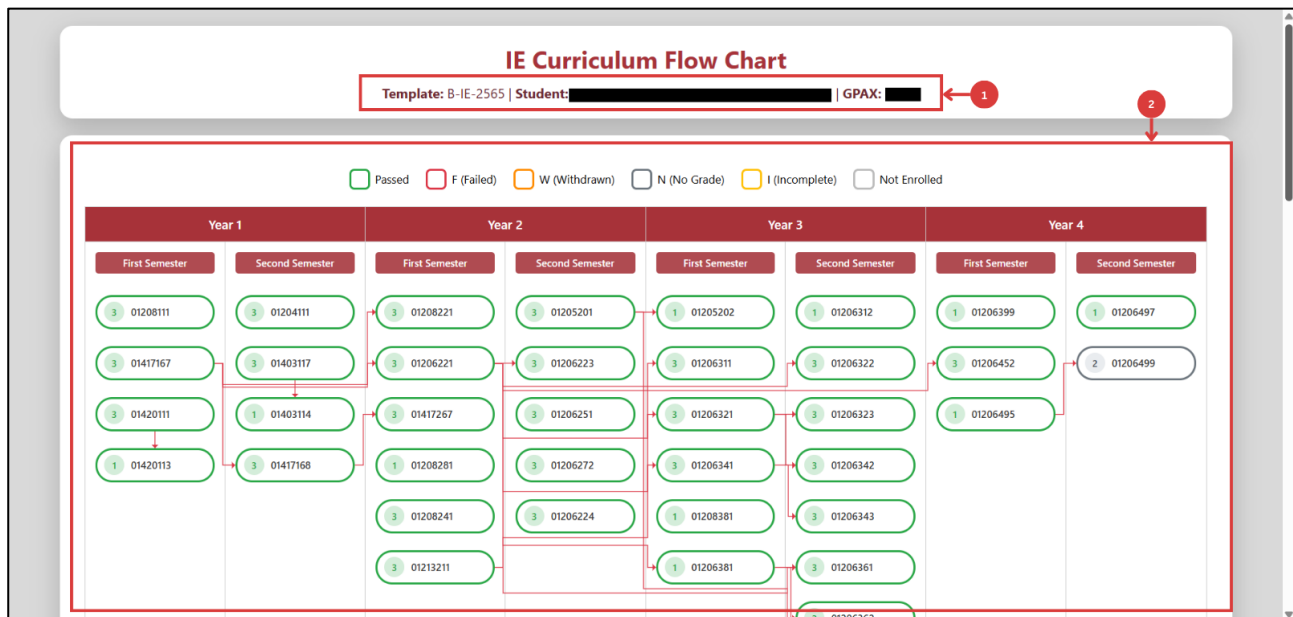 IE Curriculum Flow Chart
Template: B-IE-2565 | Student: | GPAX:
1
2
Passed F (Failed) W (Withdrawn) N (No Grade) I (Incomplete) Not Enrolled
Year 1 Year 2 Year 3 Year 4
First Semester Second Semester First Semester Second Semester First Semester Second Semester First Semester Second Semester
3 01208111 3 01204111 3 01208221 3 01205201 1 01205202 1 01206312 1 01206399 1 01206497
3 01417167 3 01403117 3 01206221 3 01206223 3 01206311 3 01206322 3 01206452 2 01206499
3 01420111 1 01403114 3 01417267 3 01206251 3 01206321 3 01206323 1 01206495
1 01420113 3 01417168 1 01208281 3 01206272 3 01206341 3 01206342
3 01208241 3 01206224 1 01208381 3 01206343
3 01213211 1 01206381 3 01206361